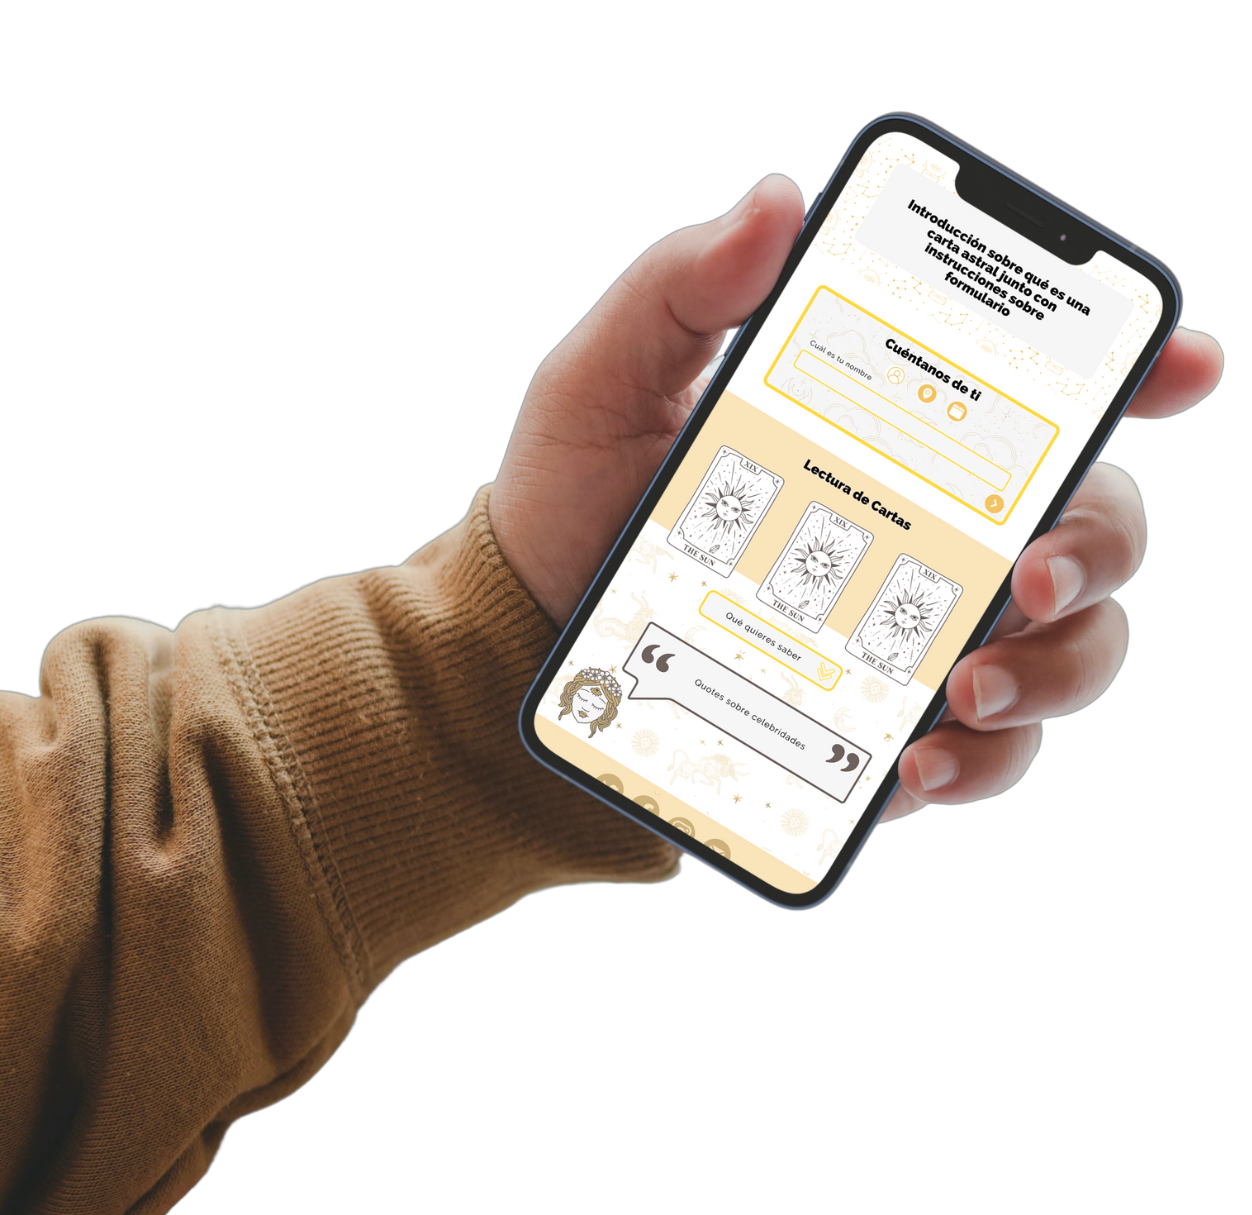 Introducción sobre qué es una
carta astral junto con
instrucciones sobre
formulario
Cuéntanos de ti
Cuál es tu nombre
Lectura de Cartas
XIX
THE SUN
XIX
THE SUN
XIX
THE SUN
Qué quieres saber
“
Quotes sobre celebridades
”